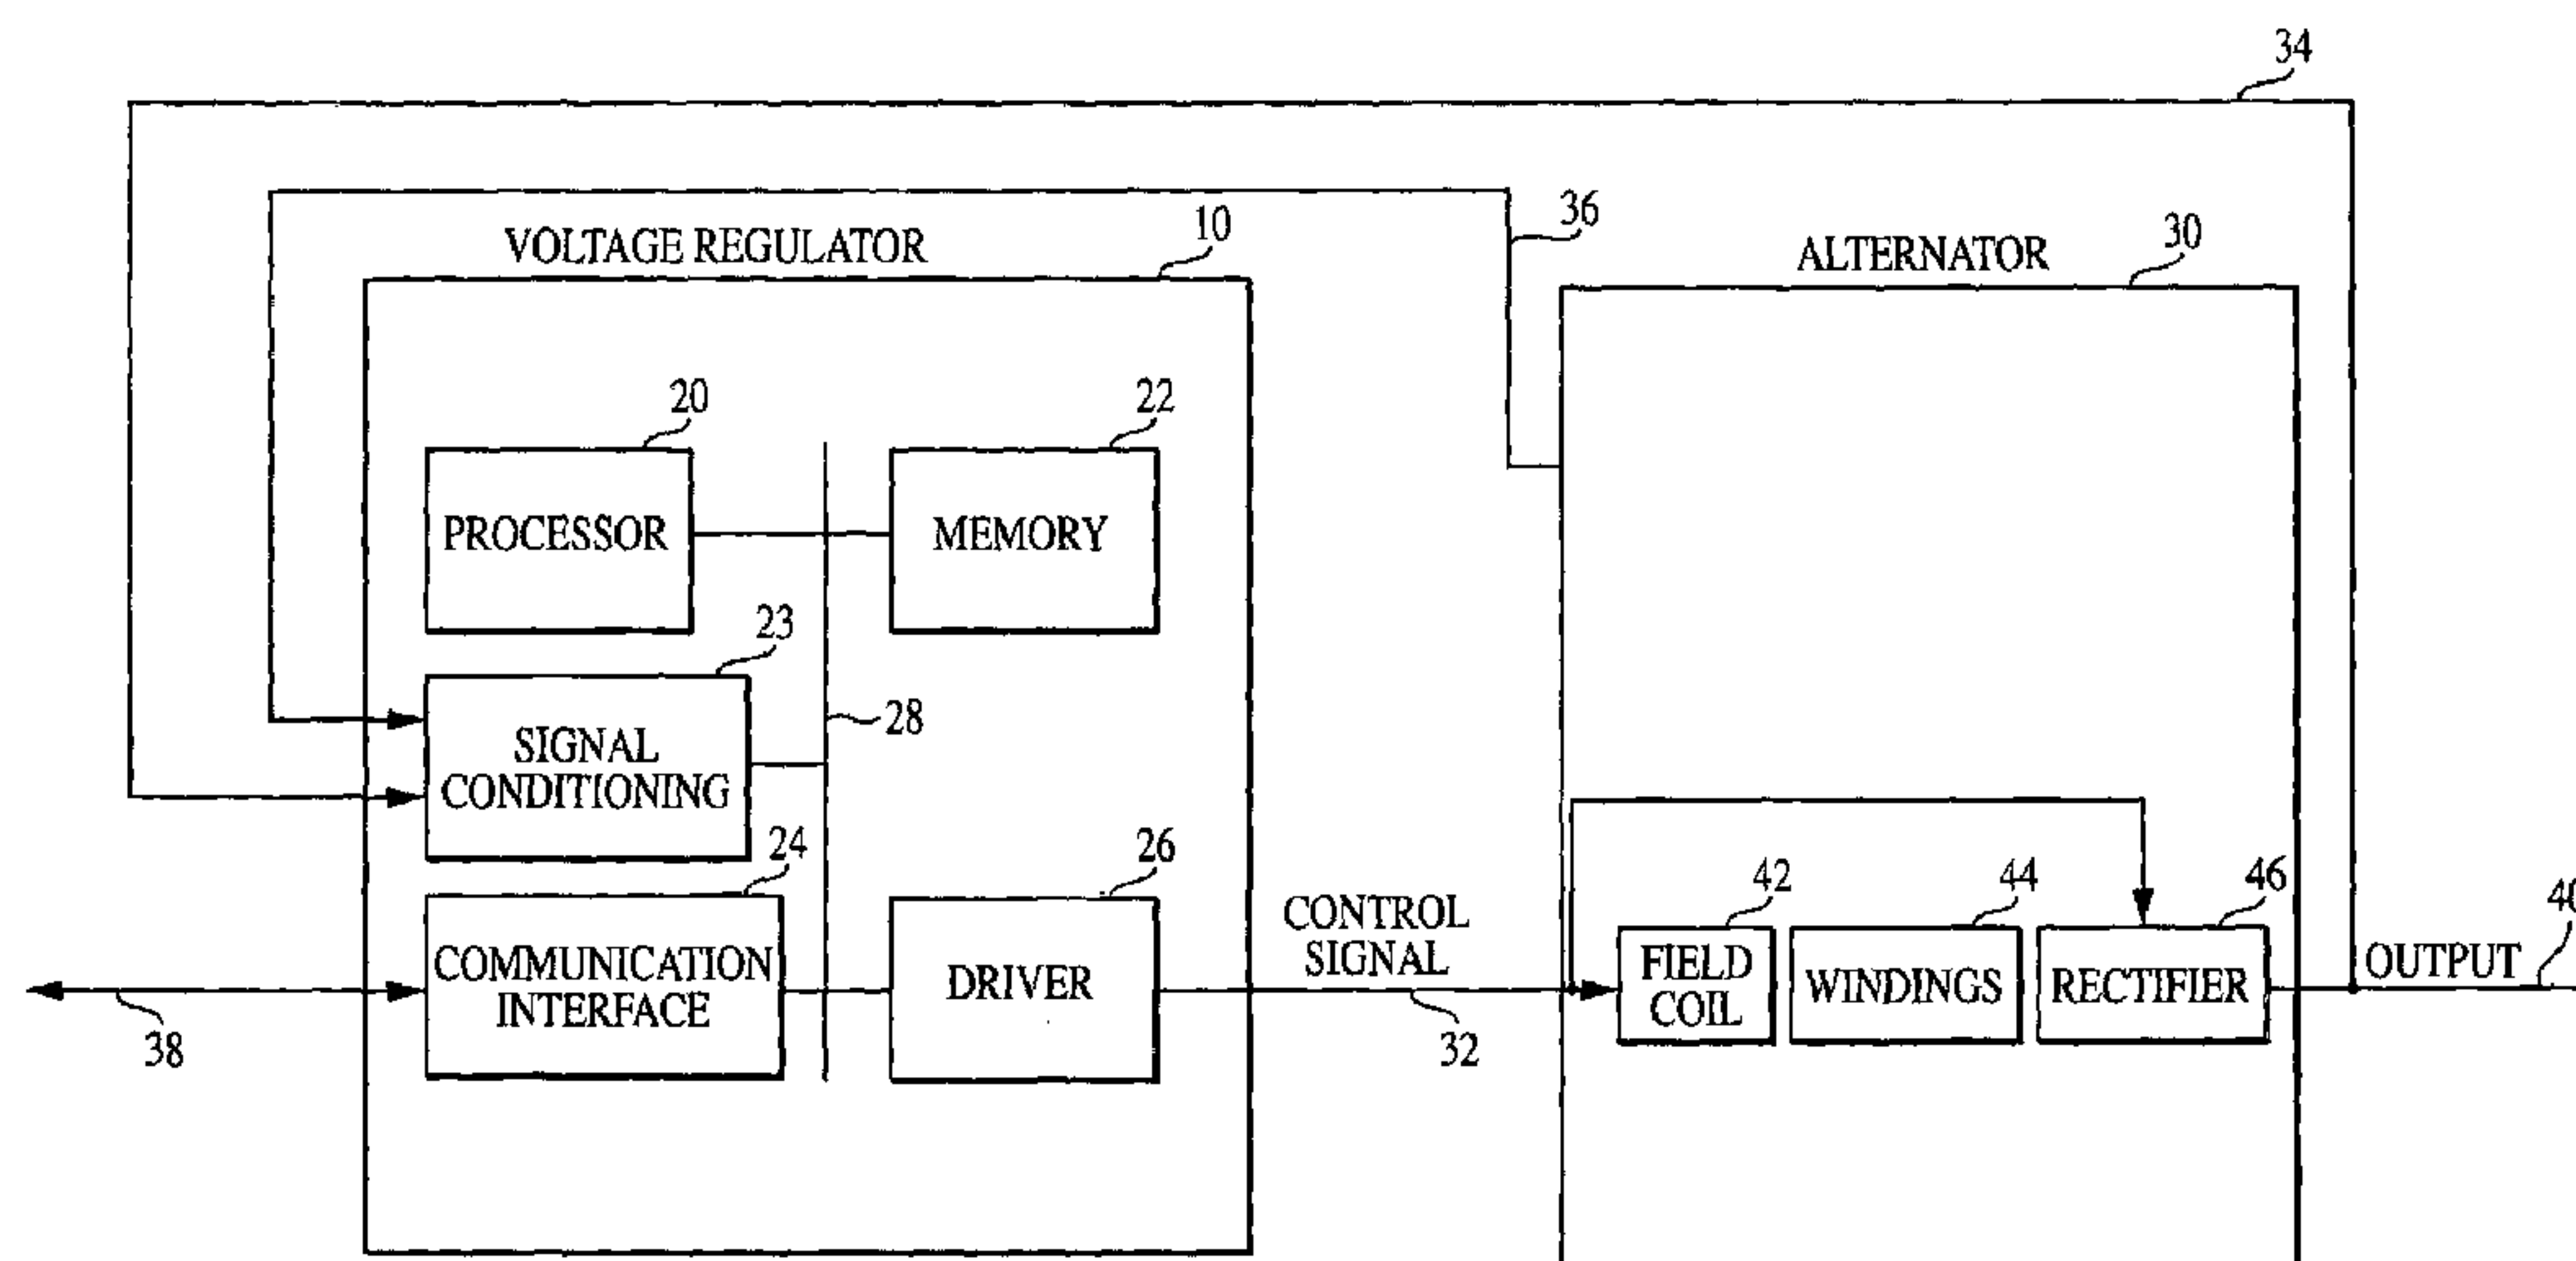 34
36
VOLTAGE REGULATOR
10
ALTERNATOR
30
20
22
PROCESSOR
MEMORY
23
28
SIGNAL
CONDITIONING
24
26
COMMUNICATION
INTERFACE
DRIVER
CONTROL
SIGNAL
42
44
46
40
FIELD
COIL
WINDINGS
RECTIFIER
OUTPUT
38
32